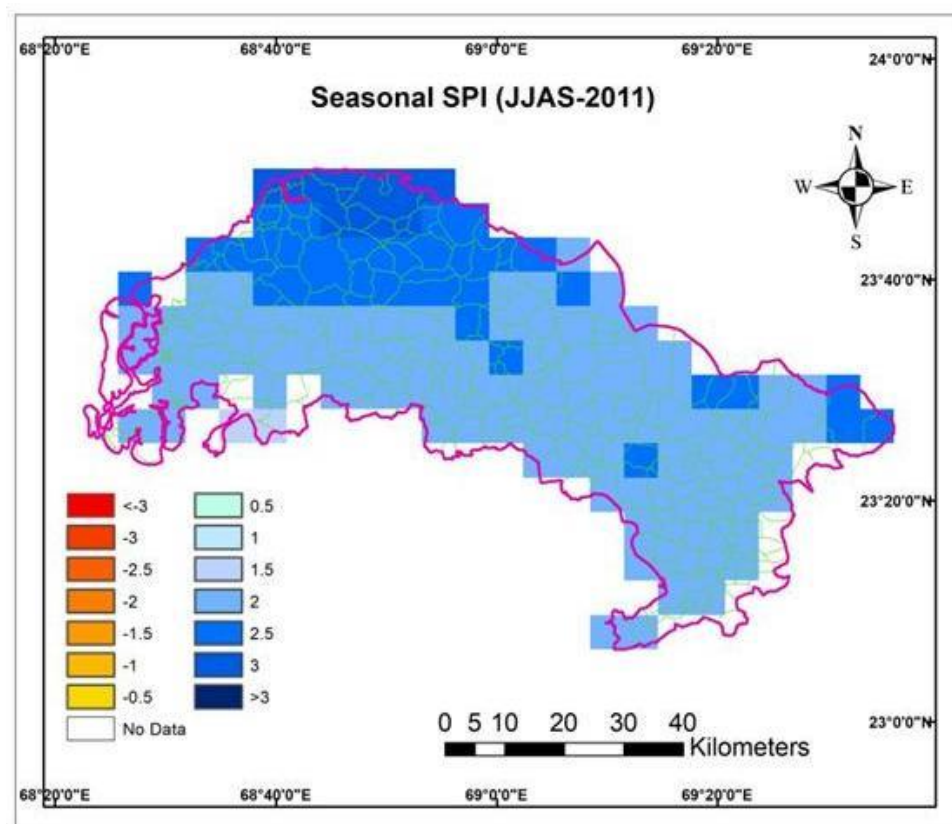 68°20'0"E 68°40'0"E 69°0'0"E 69°20'0"E
24°0'0"N
Seasonal SPI (JJAS-2011)
N
W E
S
23°40'0"N
23°20'0"N
<-3 0.5
-3 1
-2.5 1.5
-2 2
-1.5 2.5
-1 3
-0.5 >3
No Data
23°0'0"N
0 5 10 20 30 40
Kilometers
68°20'0"E 68°40'0"E 69°0'0"E 69°20'0"E